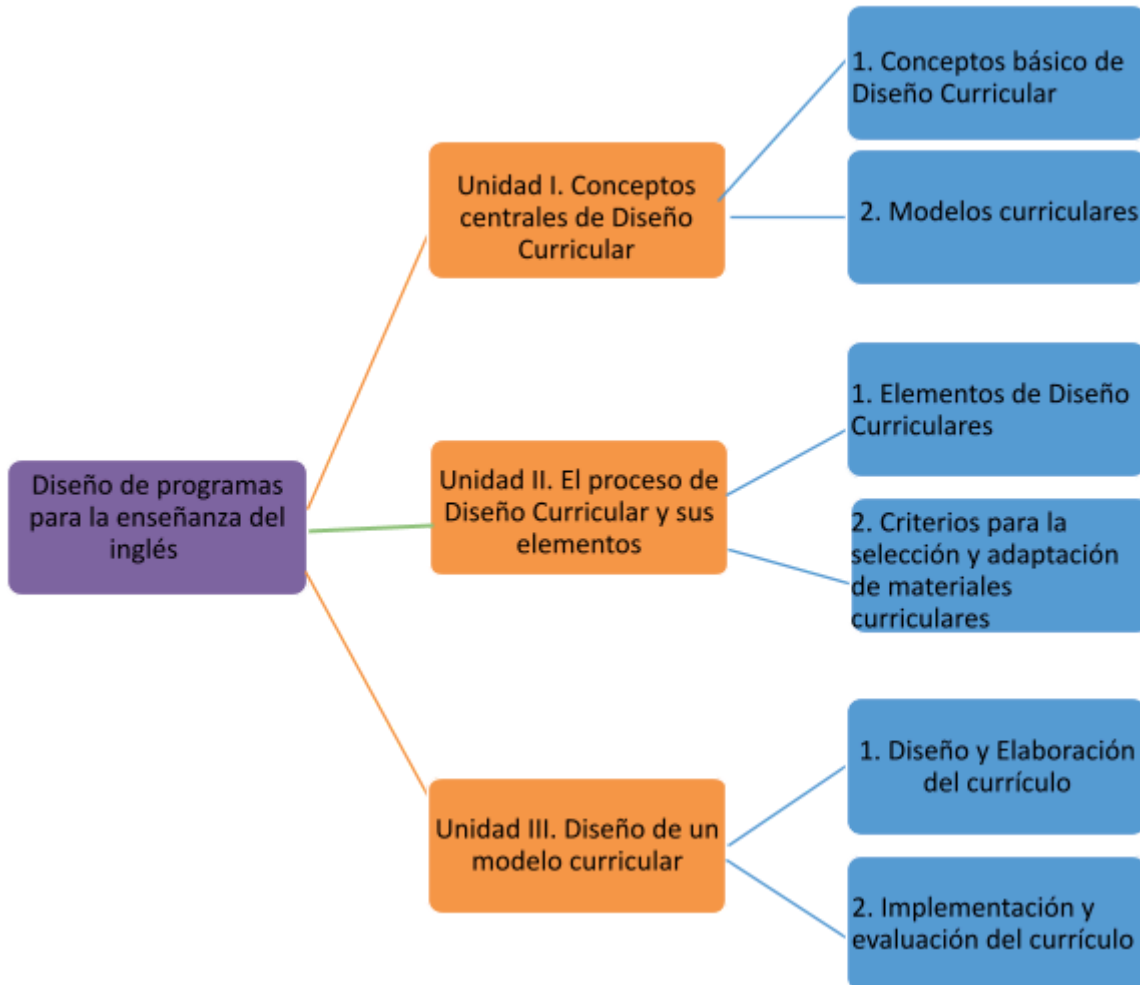 Diseño de programas
para la enseñanza del
inglés
Unidad I. Conceptos
centrales de Diseño
Curricular
1. Conceptos básico de
Diseño Curricular
2. Modelos curriculares
Unidad II. El proceso de
Diseño Curricular y sus
elementos
1. Elementos de Diseño
Curriculares
2. Criterios para la
selección y adaptación
de materiales
curriculares
Unidad III. Diseño de un
modelo curricular
1. Diseño y Elaboración
del currículo
2. Implementación y
evaluación del currículo